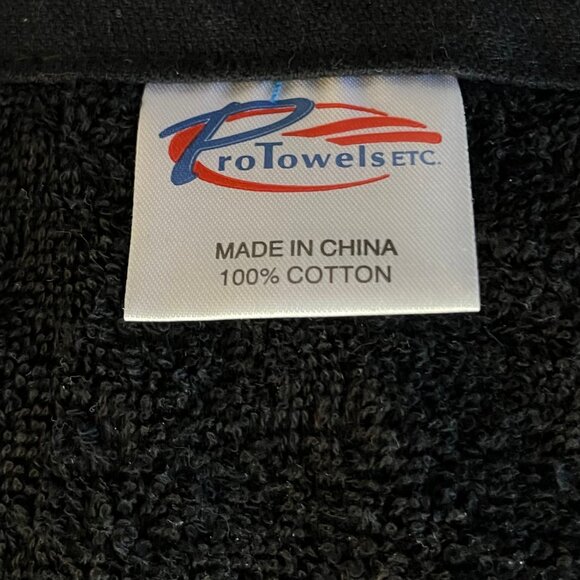 ProTowels ETC.
MADE IN CHINA
100% COTTON